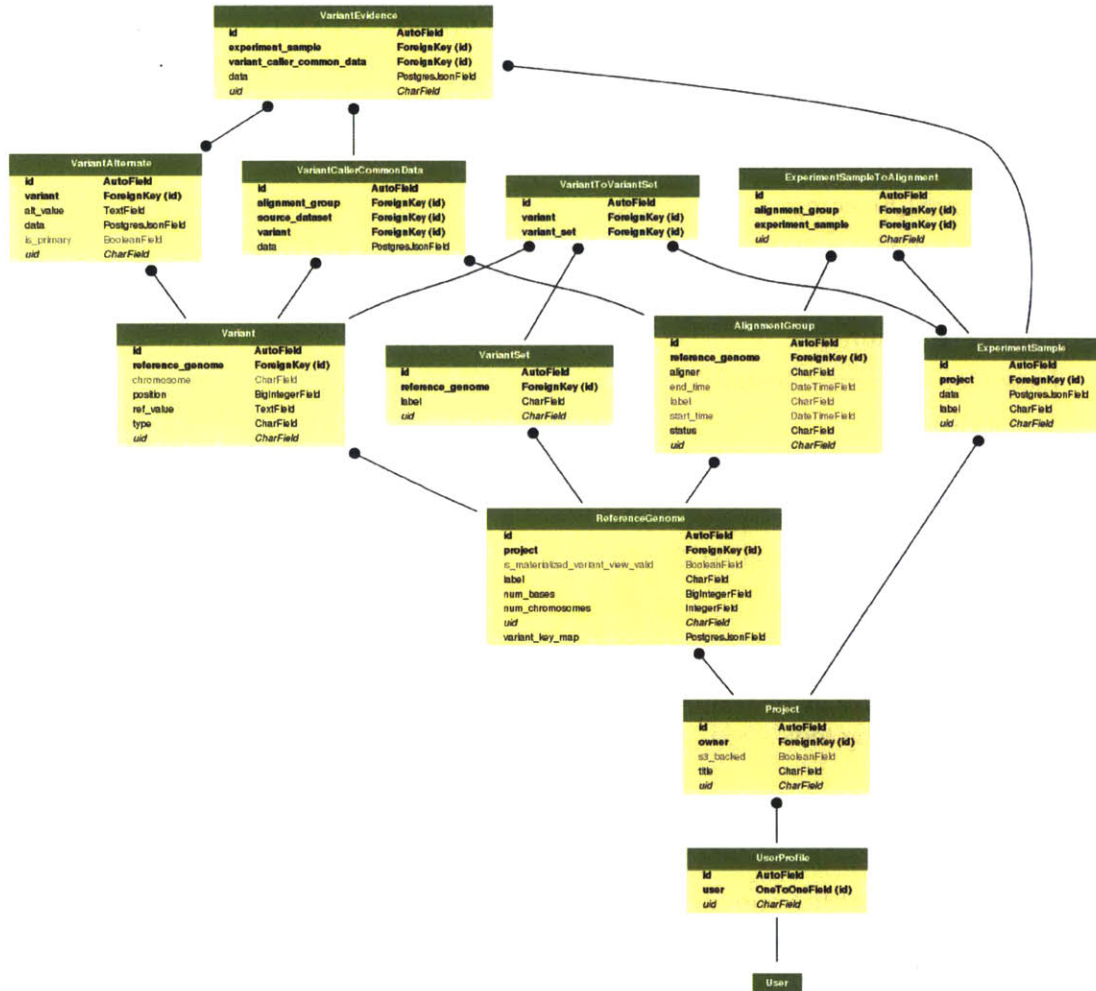 VariantEvidence
id AutoField
experiment_sample ForeignKey (id)
variant_caller_common_data ForeignKey (id)
data PostgresJsonField
uid CharField
VariantAlternate
id AutoField
variant ForeignKey (id)
alt_value TextField
data PostgresJsonField
is_primary BooleanField
uid CharField
VariantCallerCommonData
id AutoField
alignment_group ForeignKey (id)
source_dataset ForeignKey (id)
variant ForeignKey (id)
data PostgresJsonField
VariantToVariantSet
id AutoField
variant ForeignKey (id)
variant_set ForeignKey (id)
ExperimentSampleToAlignment
id AutoField
alignment_group ForeignKey (id)
experiment_sample ForeignKey (id)
uid CharField
Variant
id AutoField
reference_genome ForeignKey (id)
chromosome CharField
position BigIntegerField
ref_value TextField
type CharField
uid CharField
VariantSet
id AutoField
reference_genome ForeignKey (id)
label CharField
uid CharField
AlignmentGroup
id AutoField
reference_genome ForeignKey (id)
aligner CharField
end_time DateTimeField
label CharField
start_time DateTimeField
status CharField
uid CharField
ExperimentSample
id AutoField
project ForeignKey (id)
data PostgresJsonField
label CharField
uid CharField
ReferenceGenome
id AutoField
project ForeignKey (id)
is_materialized_variant_view_valid BooleanField
label CharField
num_bases BigIntegerField
num_chromosomes IntegerField
uid CharField
variant_key_map PostgresJsonField
Project
id AutoField
owner ForeignKey (id)
s3_backed BooleanField
title CharField
uid CharField
UserProfile
id AutoField
user OneToOneField (id)
uid CharField
User